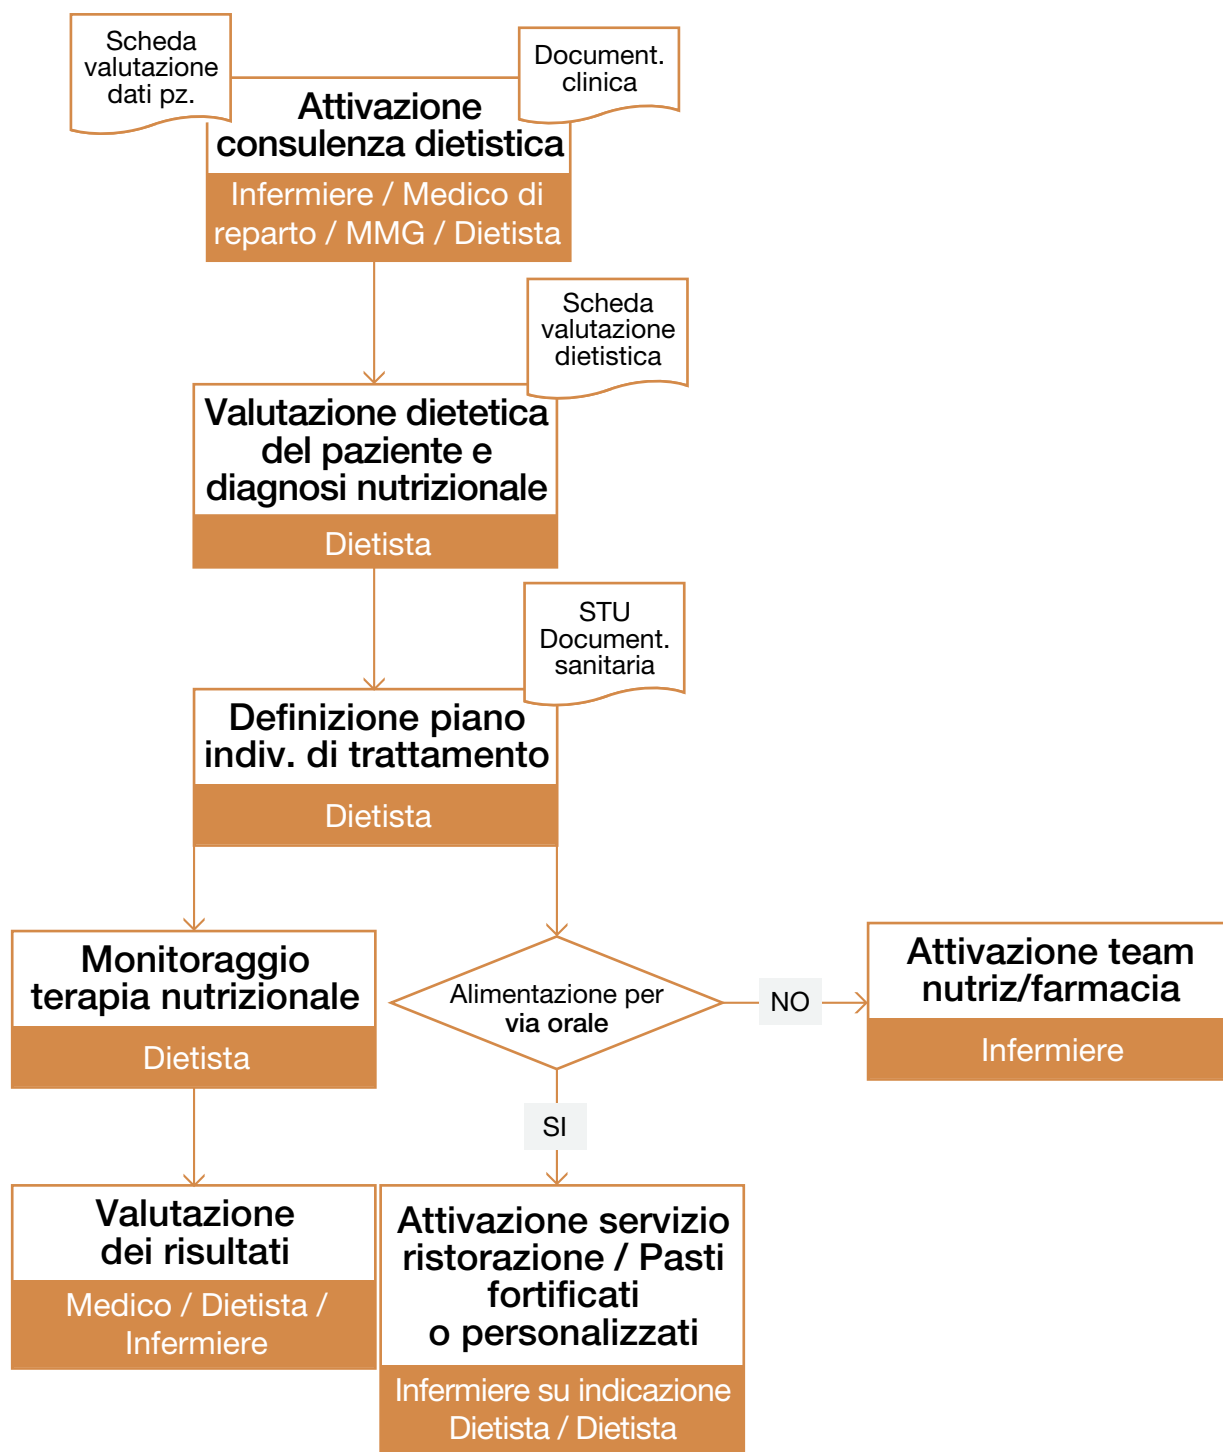 Scheda
valutazione
dati pz.
Document.
clinica
Attivazione
consulenza dietistica
Infermiere / Medico di
reparto / MMG / Dietista
Scheda
valutazione
dietistica
Valutazione dietetica
del paziente e
diagnosi nutrizionale
Dietista
STU
Document.
sanitaria
Definizione piano
indiv. di trattamento
Dietista
Monitoraggio
terapia nutrizionale
Dietista
Alimentazione per
via orale
NO
Attivazione team
nutriz/farmacia
Infermiere
SI
Valutazione
dei risultati
Medico / Dietista /
Infermiere
Attivazione servizio
ristorazione / Pasti
fortificati
o personalizzati
Infermiere su indicazione
Dietista / Dietista